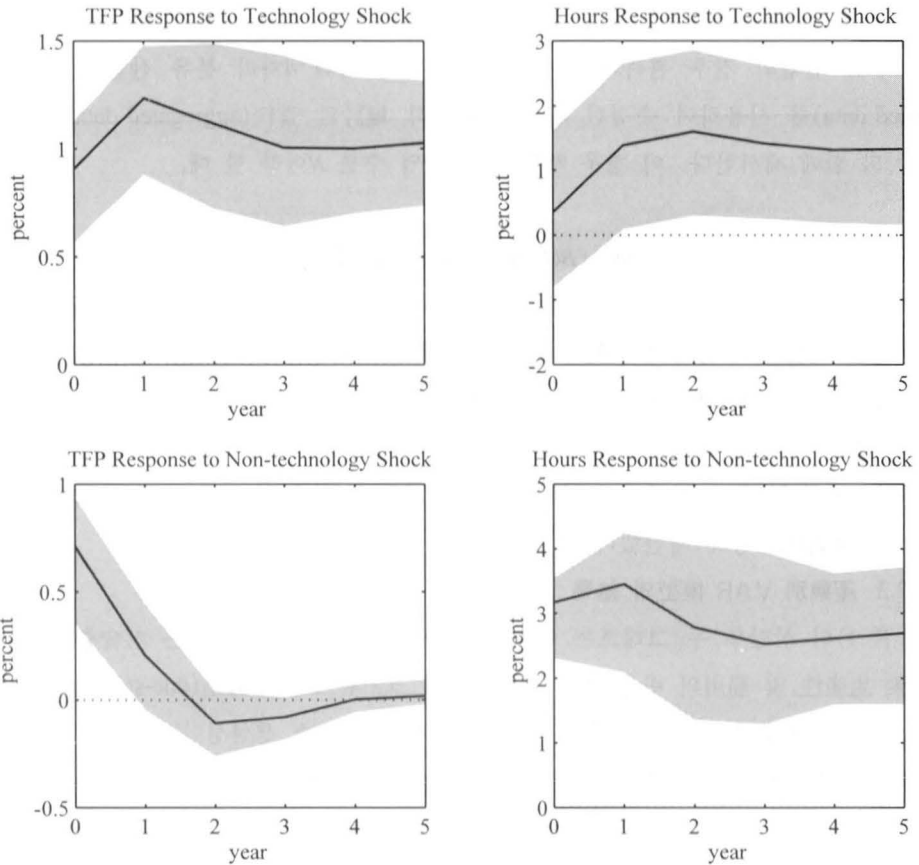 TFP Response to Technology Shock
1.5
1
0.5
0
percent
0 1 2 3 4 5
year
Hours Response to Technology Shock
3
2
1
0
-1
-2
percent
0 1 2 3 4 5
year
TFP Response to Non-technology Shock
1
0.5
0
-0.5
percent
0 1 2 3 4 5
year
Hours Response to Non-technology Shock
5
4
3
2
1
0
percent
0 1 2 3 4 5
year